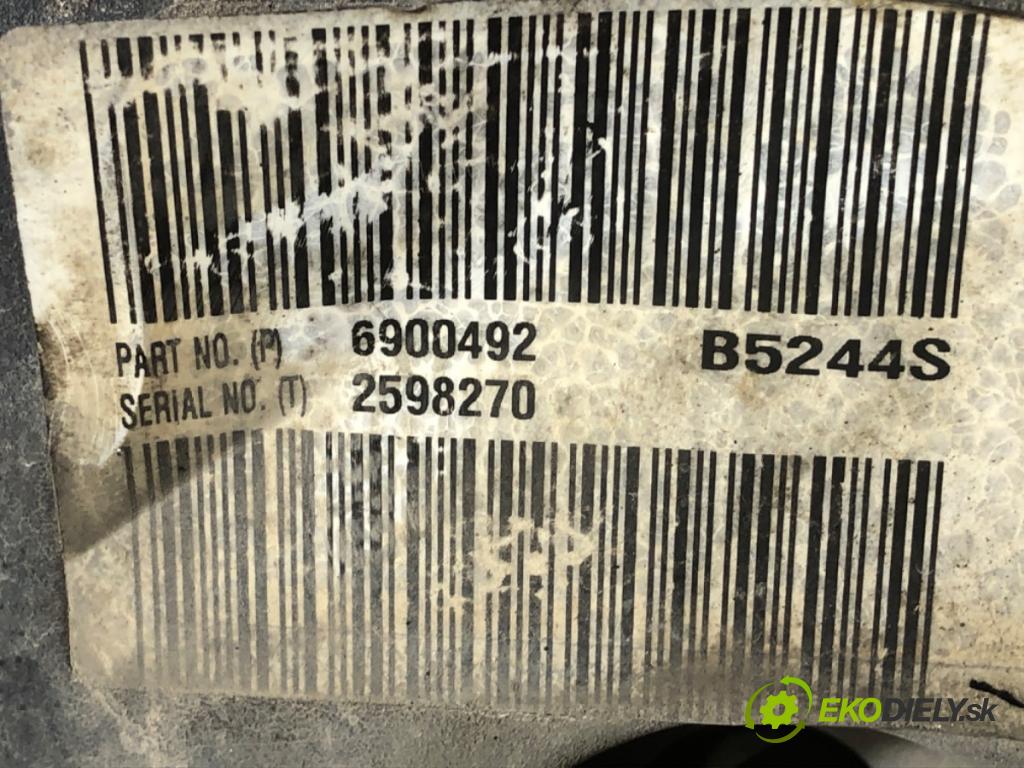 PART NO. (P) 6900492 B5244S
SERIAL NO. (T) 2598270
EKODIELY.sk